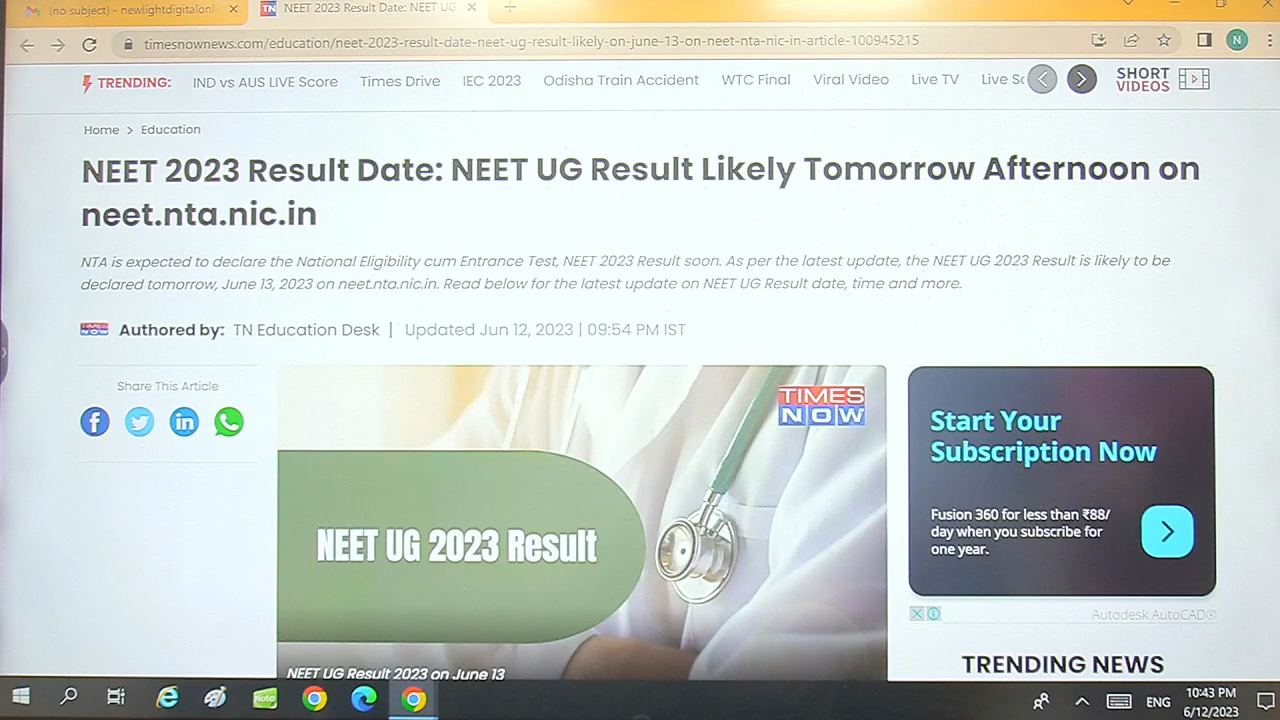 (no subject) - newlightdigitalonli
NEET 2023 Result Date: NEET UG
timesnownews.com/education/neet-2023-result-date-neet-ug-result-likely-on-june-13-on-neet-nta-nic-in-article-100945215
N
TRENDING: IND vs AUS LIVE Score Times Drive IEC 2023 Odisha Train Accident WTC Final Viral Video Live TV Live Sc
SHORT
VIDEOS
Home > Education
NEET 2023 Result Date: NEET UG Result Likely Tomorrow Afternoon on
neet.nta.nic.in
NTA is expected to declare the National Eligibility cum Entrance Test, NEET 2023 Result soon. As per the latest update, the NEET UG 2023 Result is likely to be
declared tomorrow, June 13, 2023 on neet.nta.nic.in. Read below for the latest update on NEET UG Result date, time and more.
Authored by: TN Education Desk | Updated Jun 12, 2023 | 09:54 PM IST
Share This Article
TIMES
NOW
NEET UG 2023 Result
NEET UG Result 2023 on June 13
Start Your
Subscription Now
Fusion 360 for less than ₹88/
day when you subscribe for
one year.
Autodesk AutoCAD®
TRENDING NEWS
ENG
10:43 PM
6/12/2023